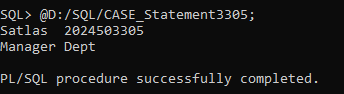 SQL> @D:/SQL/CASE_Statement3305;
Satlas  2024503305
Manager Dept

PL/SQL procedure successfully completed.